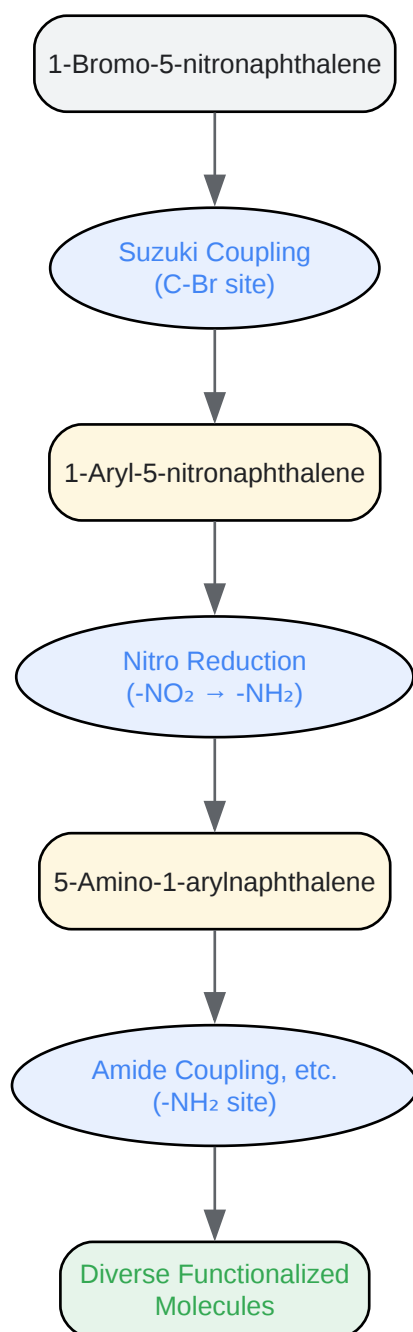 1-Bromo-5-nitronaphthalene
Suzuki Coupling
(C-Br site)
1-Aryl-5-nitronaphthalene
Nitro Reduction
(-NO₂ → -NH₂)
5-Amino-1-arylnaphthalene
Amide Coupling, etc.
(-NH₂ site)
Diverse Functionalized
Molecules